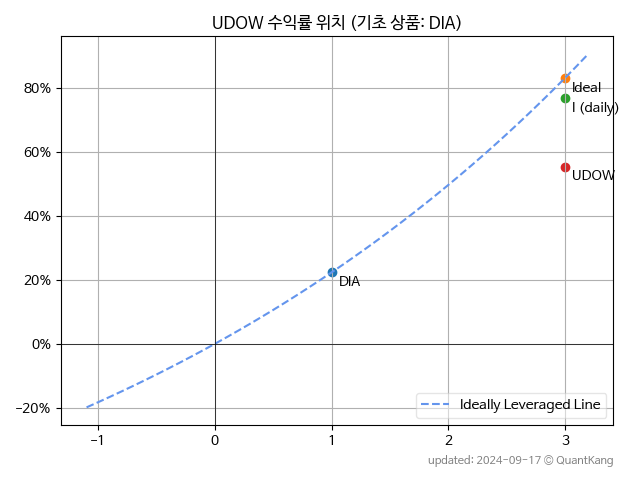 UDOW 수익률 위치 (기초 상품: DIA)
80%
60%
40%
20%
0%
−20%
Ideal
I (daily)
UDOW
DIA
Ideally Leveraged Line
−1
0
1
2
3
updated: 2024-09-17 © QuantKang